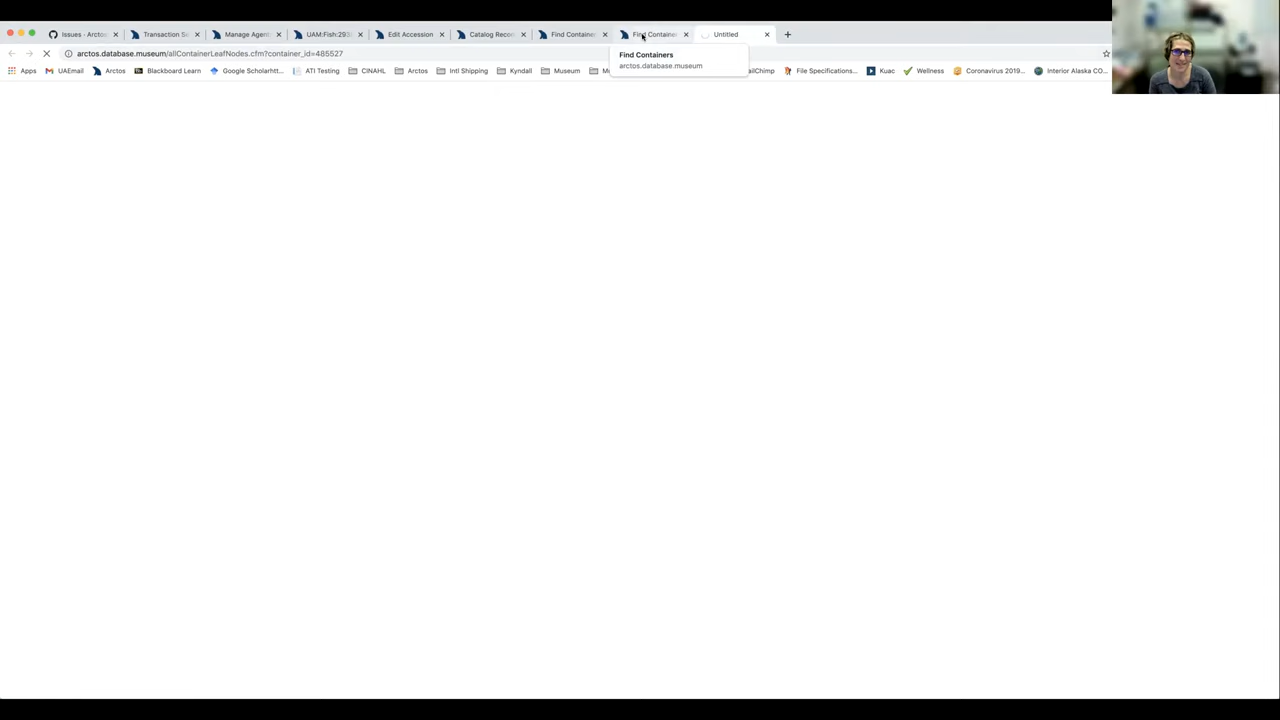 Issues - Arctos
Transaction Se
Manage Agent
UAM:Fish:293
Edit Accession
Catalog Recor
Find Containe
Find Container
Untitled
arctos.database.museum/allContainerLeafNodes.cfm?container_id=485527
Find Containers
arctos.database.museum
Apps
UAEmail
Arctos
Blackboard Learn
Google Scholarhtt...
ATI Testing
CINAHL
Arctos
Intl Shipping
Kyndall
Museum
ailChimp
File Specifications...
Kuac
Wellness
Coronavirus 2019...
Interior Alaska CO...